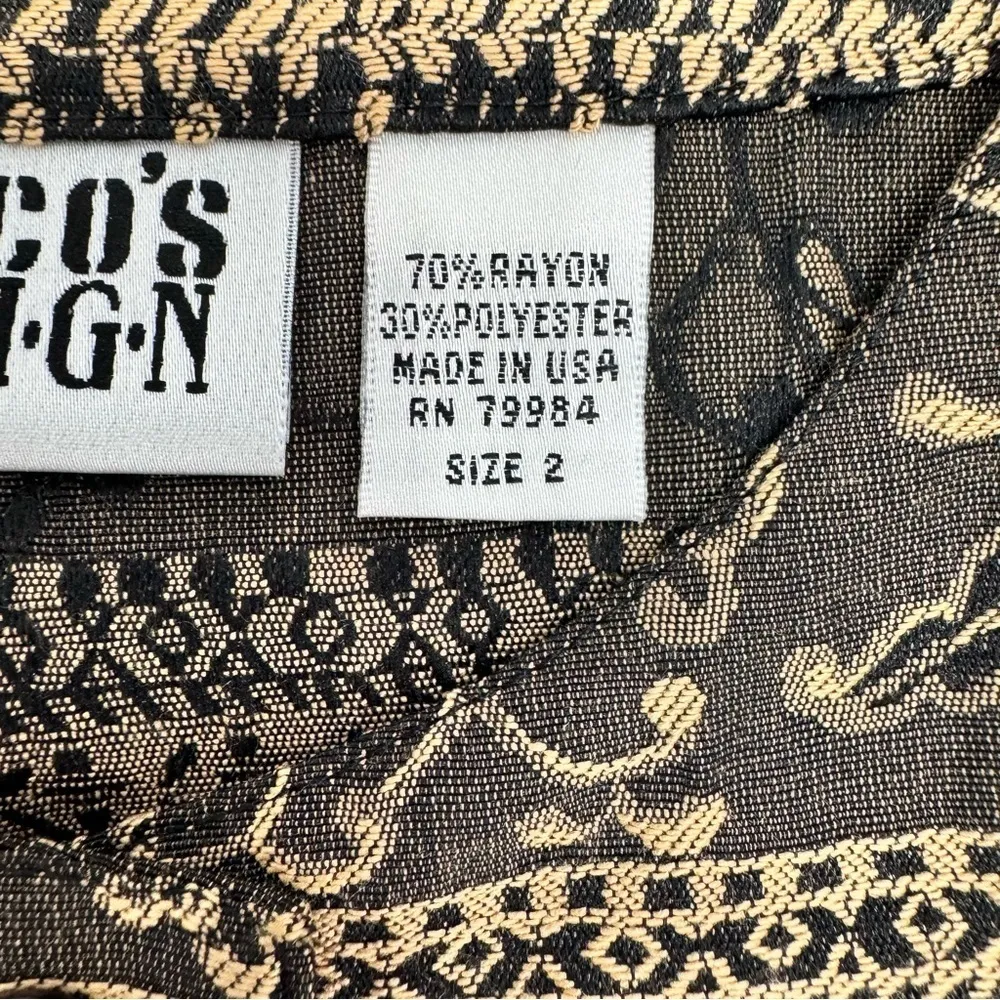 CO'S
I·G·N
70% RAYON
30% POLYESTER
MADE IN USA
RN 79984
SIZE 2